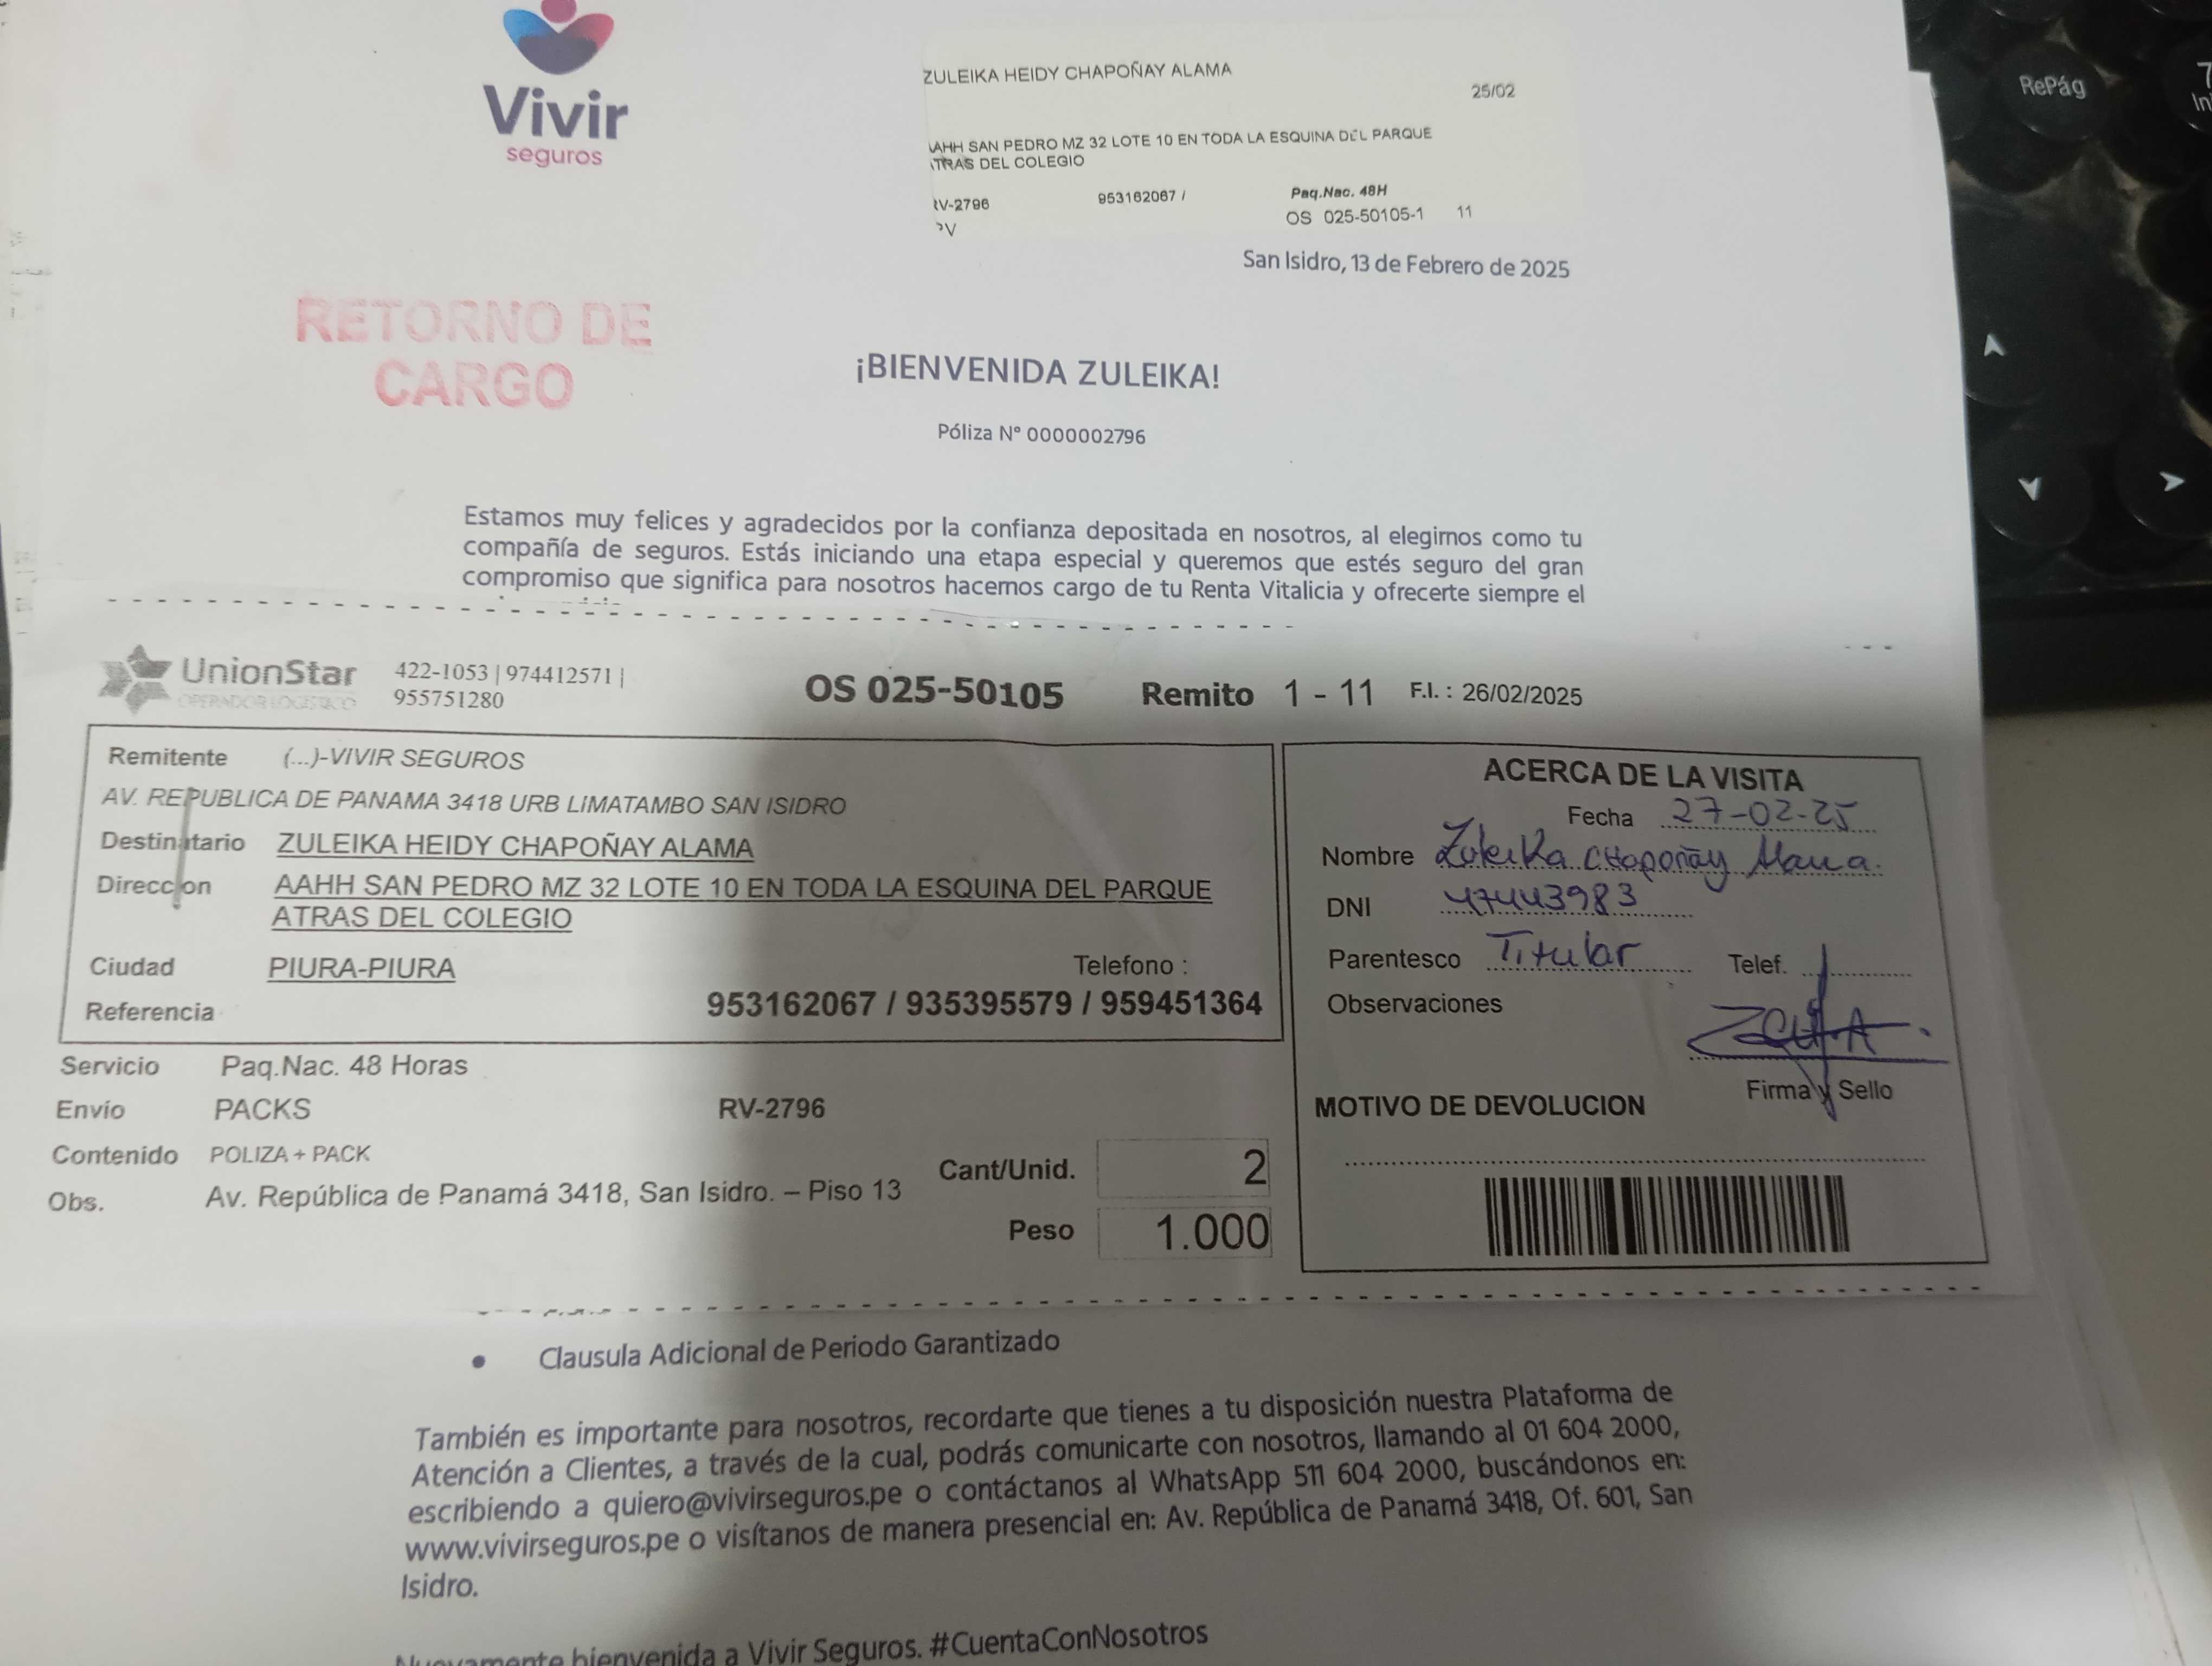 Vivir
seguros
ZULEIKA HEIDY CHAPOÑAY ALAMA
25/02
AAHH SAN PEDRO MZ 32 LOTE 10 EN TODA LA ESQUINA DEL PARQUE
ATRAS DEL COLEGIO
RV-2796 953162067 / Paq.Nac. 48H
PV OS 025-50105-1 11
San Isidro, 13 de Febrero de 2025
RETORNO DE
CARGO
¡BIENVENIDA ZULEIKA!
Póliza N° 0000002796
Estamos muy felices y agradecidos por la confianza depositada en nosotros, al elegirnos como tu
compañía de seguros. Estás iniciando una etapa especial y queremos que estés seguro del gran
compromiso que significa para nosotros hacernos cargo de tu Renta Vitalicia y ofrecerte siempre el
UnionStar
OPERADOR LOGISTICO
422-1053 | 974412571 |
955751280
OS 025-50105 Remito 1 - 11 F.I. : 26/02/2025
Remitente (...)-VIVIR SEGUROS
AV. REPUBLICA DE PANAMA 3418 URB LIMATAMBO SAN ISIDRO
Destinatario ZULEIKA HEIDY CHAPOÑAY ALAMA
Direccion AAHH SAN PEDRO MZ 32 LOTE 10 EN TODA LA ESQUINA DEL PARQUE
ATRAS DEL COLEGIO
Ciudad PIURA-PIURA Telefono :
Referencia 953162067 / 935395579 / 959451364
Servicio Paq.Nac. 48 Horas
Envío PACKS RV-2796
Contenido POLIZA + PACK
Obs. Av. República de Panamá 3418, San Isidro. – Piso 13
Cant/Unid. 2
Peso 1.000
ACERCA DE LA VISITA
Fecha 27-02-25
Nombre Zuleika Chapoñay Alama.
DNI 47443983
Parentesco Titular Telef.
Observaciones
Firma y Sello
MOTIVO DE DEVOLUCION
• Clausula Adicional de Periodo Garantizado
También es importante para nosotros, recordarte que tienes a tu disposición nuestra Plataforma de
Atención a Clientes, a través de la cual, podrás comunicarte con nosotros, llamando al 01 604 2000,
escribiendo a quiero@vivirseguros.pe o contáctanos al WhatsApp 511 604 2000, buscándonos en:
www.vivirseguros.pe o visítanos de manera presencial en: Av. República de Panamá 3418, Of. 601, San
Isidro.
Nuevamente bienvenida a Vivir Seguros. #CuentaConNosotros
RePág
7